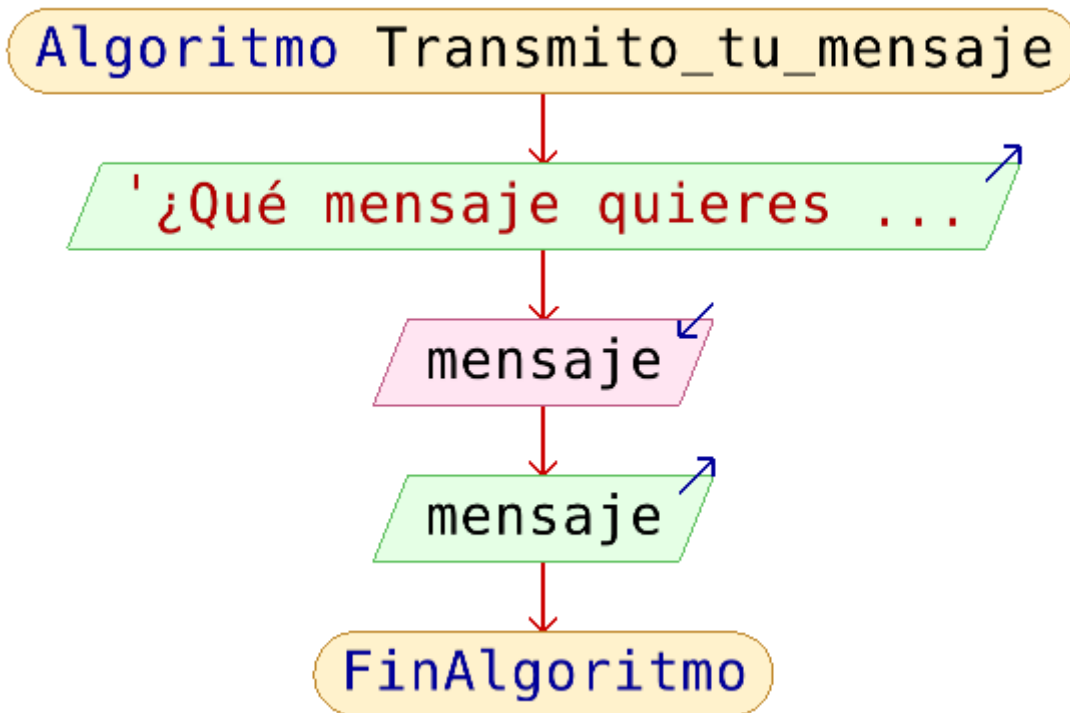 Algoritmo Transmito_tu_mensaje
'¿Qué mensaje quieres ...
mensaje
mensaje
FinAlgoritmo